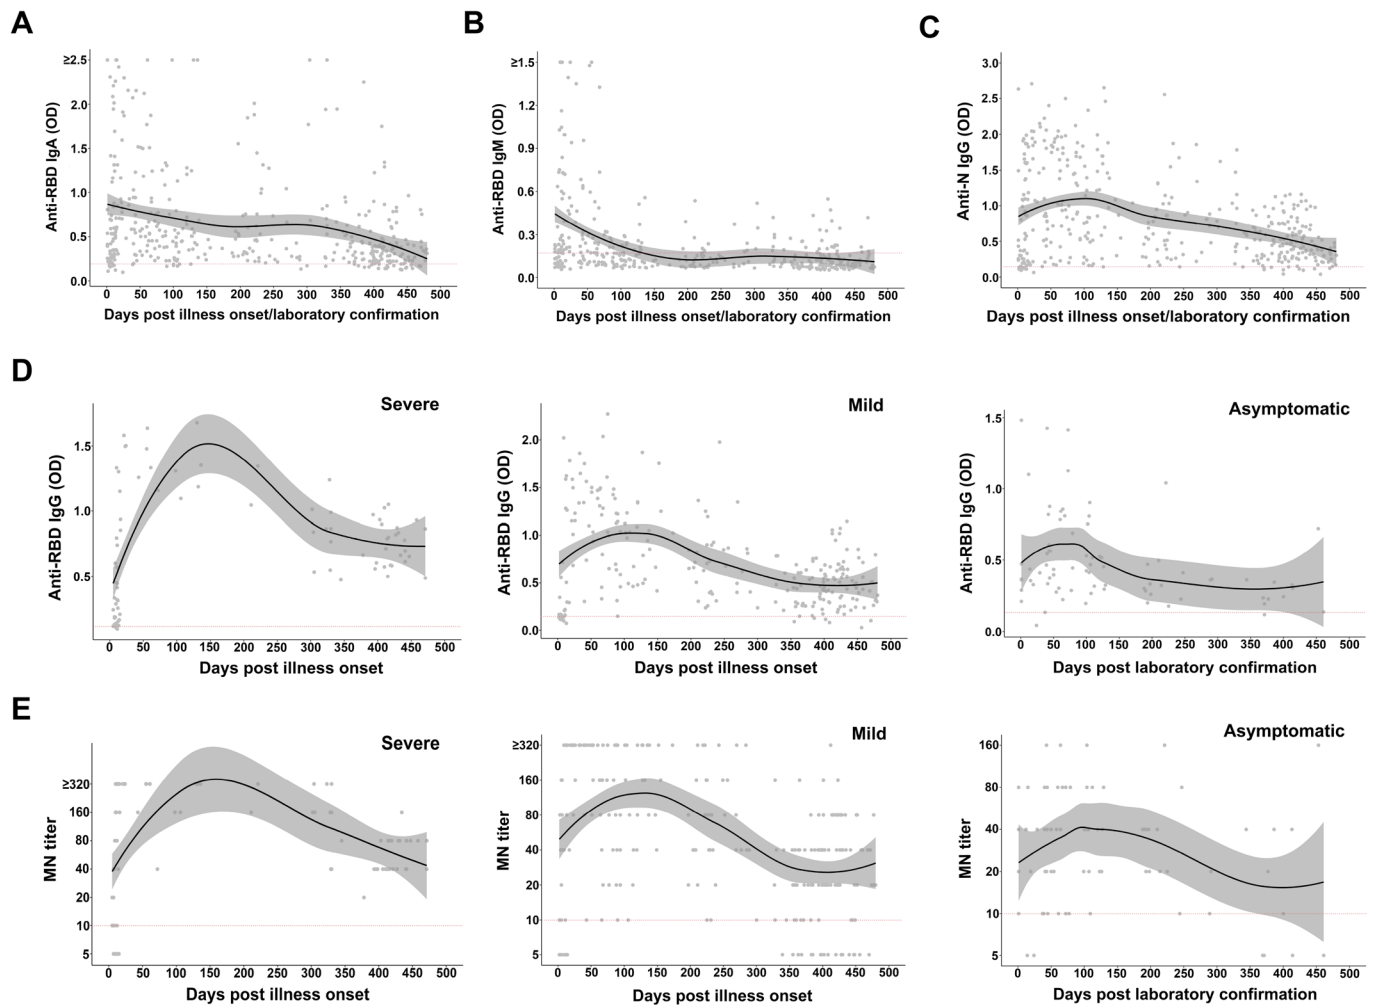 A
B
C
Anti-RBD IgA (OD)
≥2.5
2.0
1.5
1.0
0.5
0.0
0 50 100 150 200 250 300 350 400 450 500
Days post illness onset/laboratory confirmation
Anti-RBD IgM (OD)
≥1.5
1.2
0.9
0.6
0.3
0.0
0 50 100 150 200 250 300 350 400 450 500
Days post illness onset/laboratory confirmation
Anti-N IgG (OD)
3.0
2.5
2.0
1.5
1.0
0.5
0.0
0 50 100 150 200 250 300 350 400 450 500
Days post illness onset/laboratory confirmation
D
Severe
Anti-RBD IgG (OD)
1.5
1.0
0.5
0 50 100 150 200 250 300 350 400 450 500
Days post illness onset
Mild
Anti-RBD IgG (OD)
2.0
1.5
1.0
0.5
0.0
0 50 100 150 200 250 300 350 400 450 500
Days post illness onset
Asymptomatic
Anti-RBD IgG (OD)
1.5
1.0
0.5
0.0
0 50 100 150 200 250 300 350 400 450 500
Days post laboratory confirmation
E
Severe
MN titer
≥320
160
80
40
20
10
5
0 50 100 150 200 250 300 350 400 450 500
Days post illness onset
Mild
MN titer
≥320
160
80
40
20
10
5
0 50 100 150 200 250 300 350 400 450 500
Days post illness onset
Asymptomatic
MN titer
160
80
40
20
10
5
0 50 100 150 200 250 300 350 400 450 500
Days post laboratory confirmation